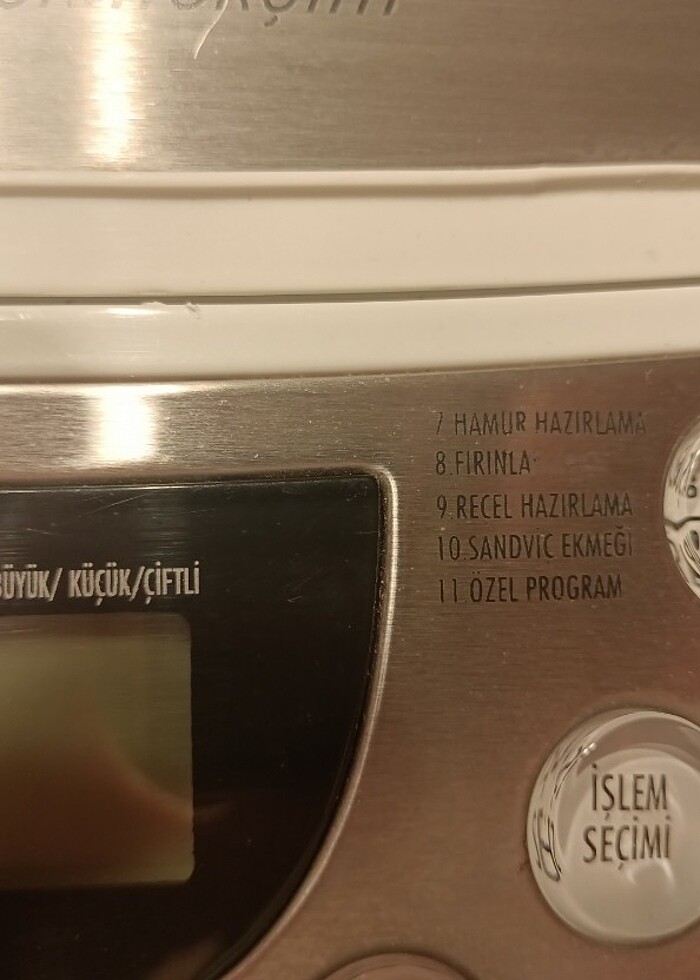 7 HAMUR HAZIRLAMA
8.FIRINLA
9.REÇEL HAZIRLAMA
10.SANDVİÇ EKMEĞİ
11 ÖZEL PROGRAM
BÜYÜK/ KÜÇÜK/ÇİFTLİ
İŞLEM
SEÇİMİ